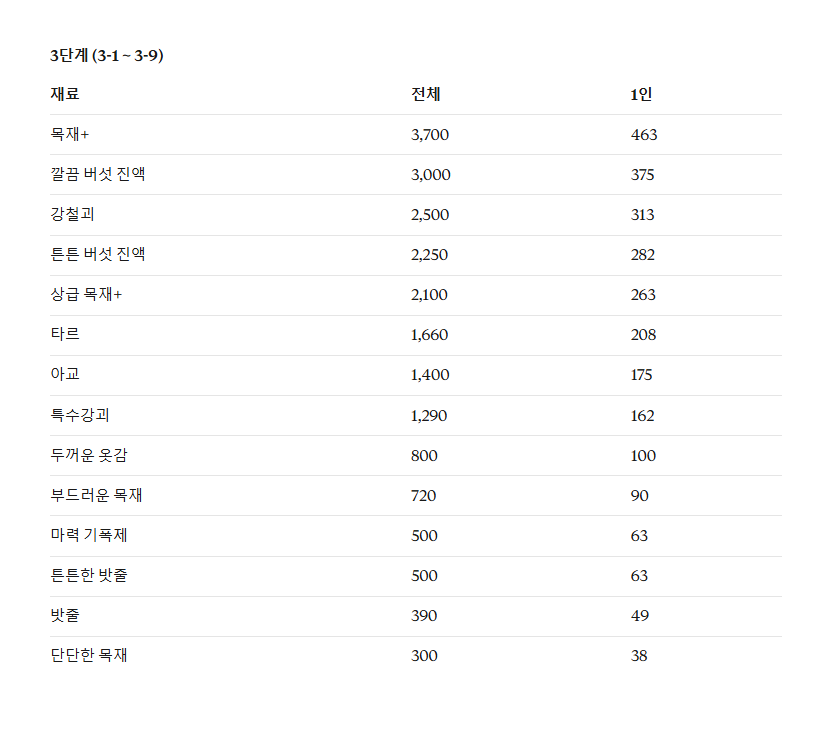 3단계 (3-1 ~ 3-9)
재료 전체 1인
목재+ 3,700 463
깔끔 버섯 진액 3,000 375
강철괴 2,500 313
튼튼 버섯 진액 2,250 282
상급 목재+ 2,100 263
타르 1,660 208
아교 1,400 175
특수강괴 1,290 162
두꺼운 옷감 800 100
부드러운 목재 720 90
마력 기폭제 500 63
튼튼한 밧줄 500 63
밧줄 390 49
단단한 목재 300 38